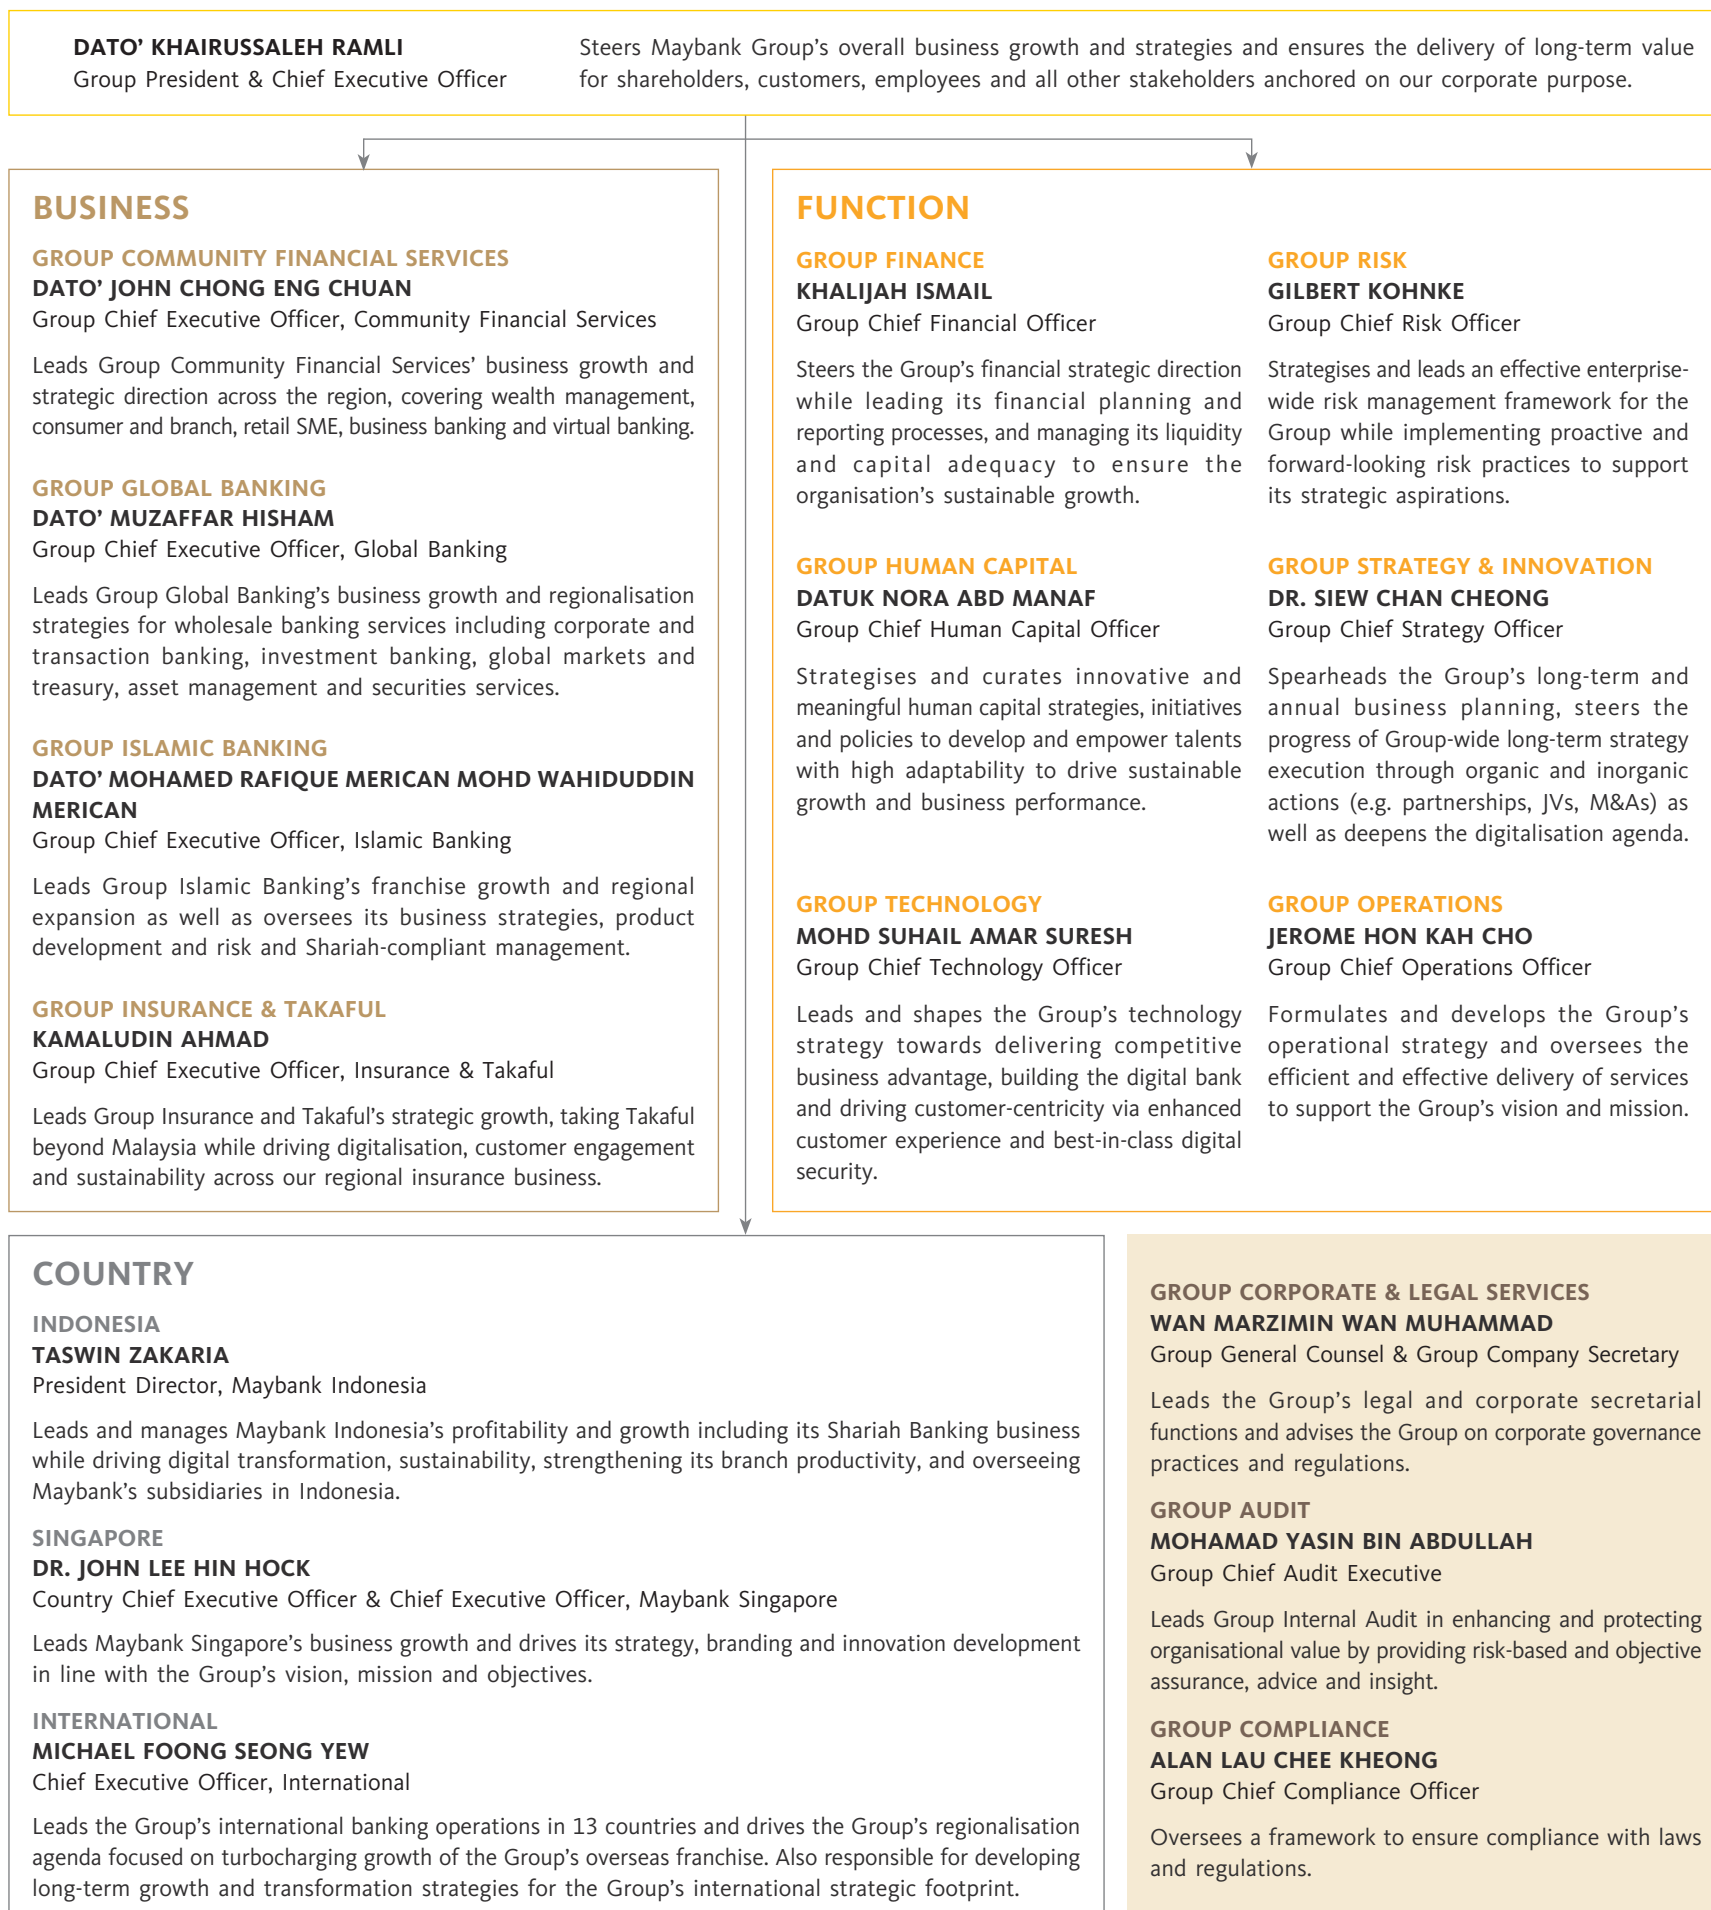 DATO’ KHAIRUSSALEH RAMLI
Group President & Chief Executive Officer
Steers Maybank Group’s overall business growth and strategies and ensures the delivery of long-term value
for shareholders, customers, employees and all other stakeholders anchored on our corporate purpose.
BUSINESS
GROUP COMMUNITY FINANCIAL SERVICES
DATO’ JOHN CHONG ENG CHUAN
Group Chief Executive Officer, Community Financial Services
Leads Group Community Financial Services’ business growth and
strategic direction across the region, covering wealth management,
consumer and branch, retail SME, business banking and virtual banking.
GROUP GLOBAL BANKING
DATO’ MUZAFFAR HISHAM
Group Chief Executive Officer, Global Banking
Leads Group Global Banking’s business growth and regionalisation
strategies for wholesale banking services including corporate and
transaction banking, investment banking, global markets and
treasury, asset management and securities services.
GROUP ISLAMIC BANKING
DATO’ MOHAMED RAFIQUE MERICAN MOHD WAHIDUDDIN
MERICAN
Group Chief Executive Officer, Islamic Banking
Leads Group Islamic Banking’s franchise growth and regional
expansion as well as oversees its business strategies, product
development and risk and Shariah-compliant management.
GROUP INSURANCE & TAKAFUL
KAMALUDIN AHMAD
Group Chief Executive Officer, Insurance & Takaful
Leads Group Insurance and Takaful’s strategic growth, taking Takaful
beyond Malaysia while driving digitalisation, customer engagement
and sustainability across our regional insurance business.
FUNCTION
GROUP FINANCE
KHALIJAH ISMAIL
Group Chief Financial Officer
Steers the Group’s financial strategic direction
while leading its financial planning and
reporting processes, and managing its liquidity
and capital adequacy to ensure the
organisation’s sustainable growth.
GROUP RISK
GILBERT KOHNKE
Group Chief Risk Officer
Strategises and leads an effective enterprise-
wide risk management framework for the
Group while implementing proactive and
forward-looking risk practices to support
its strategic aspirations.
GROUP HUMAN CAPITAL
DATUK NORA ABD MANAF
Group Chief Human Capital Officer
Strategises and curates innovative and
meaningful human capital strategies, initiatives
and policies to develop and empower talents
with high adaptability to drive sustainable
growth and business performance.
GROUP STRATEGY & INNOVATION
DR. SIEW CHAN CHEONG
Group Chief Strategy Officer
Spearheads the Group’s long-term and
annual business planning, steers the
progress of Group-wide long-term strategy
execution through organic and inorganic
actions (e.g. partnerships, JVs, M&As) as
well as deepens the digitalisation agenda.
GROUP TECHNOLOGY
MOHD SUHAIL AMAR SURESH
Group Chief Technology Officer
Leads and shapes the Group’s technology
strategy towards delivering competitive
business advantage, building the digital bank
and driving customer-centricity via enhanced
customer experience and best-in-class digital
security.
GROUP OPERATIONS
JEROME HON KAH CHO
Group Chief Operations Officer
Formulates and develops the Group’s
operational strategy and oversees the
efficient and effective delivery of services
to support the Group’s vision and mission.
COUNTRY
INDONESIA
TASWIN ZAKARIA
President Director, Maybank Indonesia
Leads and manages Maybank Indonesia’s profitability and growth including its Shariah Banking business
while driving digital transformation, sustainability, strengthening its branch productivity, and overseeing
Maybank’s subsidiaries in Indonesia.
SINGAPORE
DR. JOHN LEE HIN HOCK
Country Chief Executive Officer & Chief Executive Officer, Maybank Singapore
Leads Maybank Singapore’s business growth and drives its strategy, branding and innovation development
in line with the Group’s vision, mission and objectives.
INTERNATIONAL
MICHAEL FOONG SEONG YEW
Chief Executive Officer, International
Leads the Group’s international banking operations in 13 countries and drives the Group’s regionalisation
agenda focused on turbocharging growth of the Group’s overseas franchise. Also responsible for developing
long-term growth and transformation strategies for the Group’s international strategic footprint.
GROUP CORPORATE & LEGAL SERVICES
WAN MARZIMIN WAN MUHAMMAD
Group General Counsel & Group Company Secretary
Leads the Group’s legal and corporate secretarial
functions and advises the Group on corporate governance
practices and regulations.
GROUP AUDIT
MOHAMAD YASIN BIN ABDULLAH
Group Chief Audit Executive
Leads Group Internal Audit in enhancing and protecting
organisational value by providing risk-based and objective
assurance, advice and insight.
GROUP COMPLIANCE
ALAN LAU CHEE KHEONG
Group Chief Compliance Officer
Oversees a framework to ensure compliance with laws
and regulations.